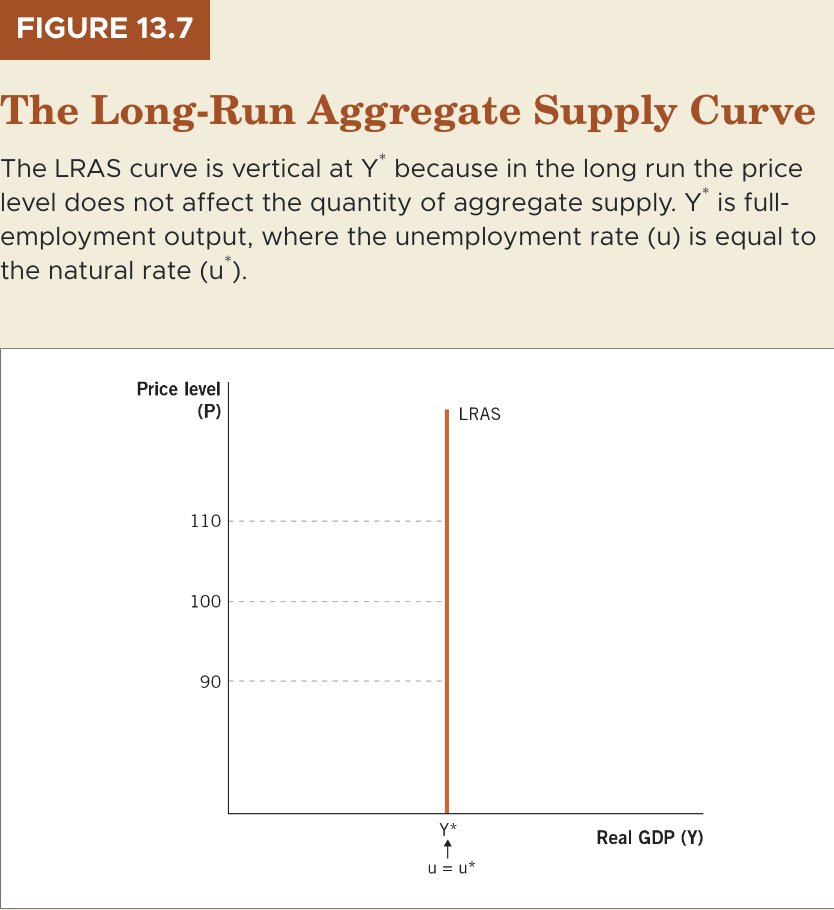 FIGURE 13.7
The Long-Run Aggregate Supply Curve
The LRAS curve is vertical at Y* because in the long run the price
level does not affect the quantity of aggregate supply. Y* is full-
employment output, where the unemployment rate (u) is equal to
the natural rate (u*).
Price level
(P)
LRAS
110
100
90
Y*
Real GDP (Y)
u = u*